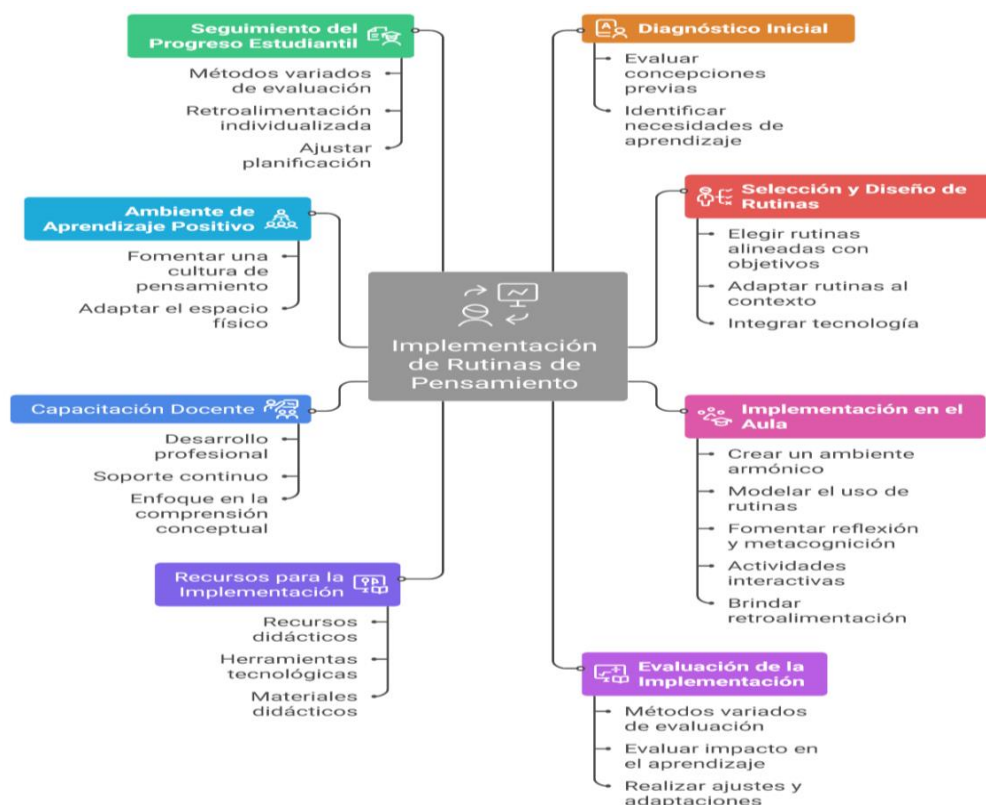 Implementación
de Rutinas de
Pensamiento
Diagnóstico Inicial
Evaluar
concepciones
previas
Identificar
necesidades de
aprendizaje
Selección y Diseño de
Rutinas
Elegir rutinas
alineadas con
objetivos
Adaptar rutinas al
contexto
Integrar tecnología
Implementación en el
Aula
Crear un ambiente
armónico
Modelar el uso de
rutinas
Fomentar reflexión
y metacognición
Actividades
interactivas
Brindar
retroalimentación
Evaluación de la
Implementación
Métodos variados
de evaluación
Evaluar impacto en
el aprendizaje
Realizar ajustes y
adaptaciones
Seguimiento del
Progreso Estudiantil
Métodos variados
de evaluación
Retroalimentación
individualizada
Ajustar
planificación
Ambiente de
Aprendizaje Positivo
Fomentar una
cultura de
pensamiento
Adaptar el espacio
físico
Capacitación Docente
Desarrollo
profesional
Soporte continuo
Enfoque en la
comprensión
conceptual
Recursos para la
Implementación
Recursos
didácticos
Herramientas
tecnológicas
Materiales
didácticos